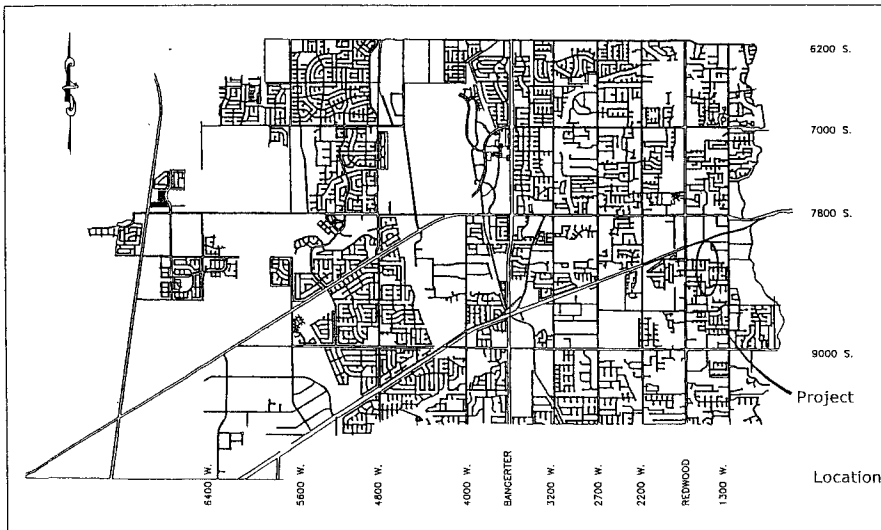 6200 S.
7000 S.
7800 S.
9000 S.
Project
6400 W.
5600 W.
4800 W.
4000 W.
BANGERTER
3200 W.
2700 W.
2200 W.
REDWOOD
1300 W.
Location